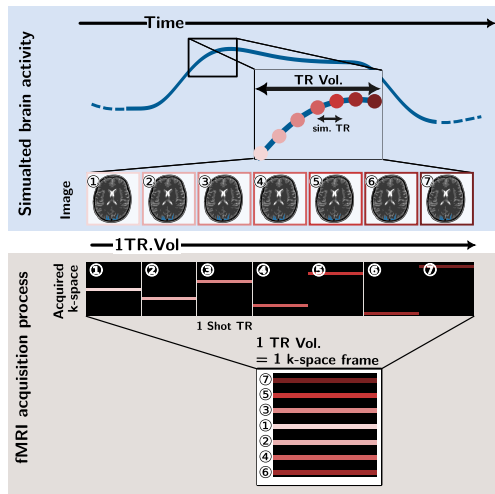 Time
Simualted brain activity
TR Vol.
sim. TR
Image
① ② ③ ④ ⑤ ⑥ ⑦
1TR.Vol
fMRI acquisition process
Acquired
k-space
① ② ③ ④ ⑤ ⑥ ⑦
1 Shot TR
1 TR Vol.
= 1 k-space frame
⑦
⑤
③
①
②
④
⑥